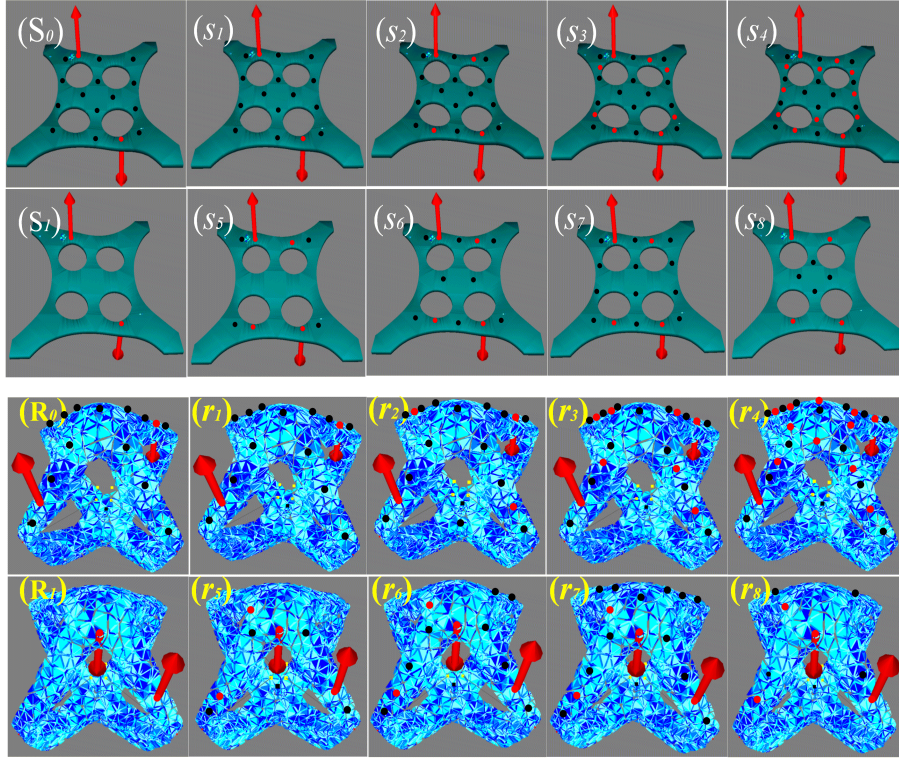 (S0) (s1) (s2) (s3) (s4)
(S1) (s5) (s6) (s7) (s8)
(R0) (r1) (r2) (r3) (r4)
(R1) (r5) (r6) (r7) (r8)